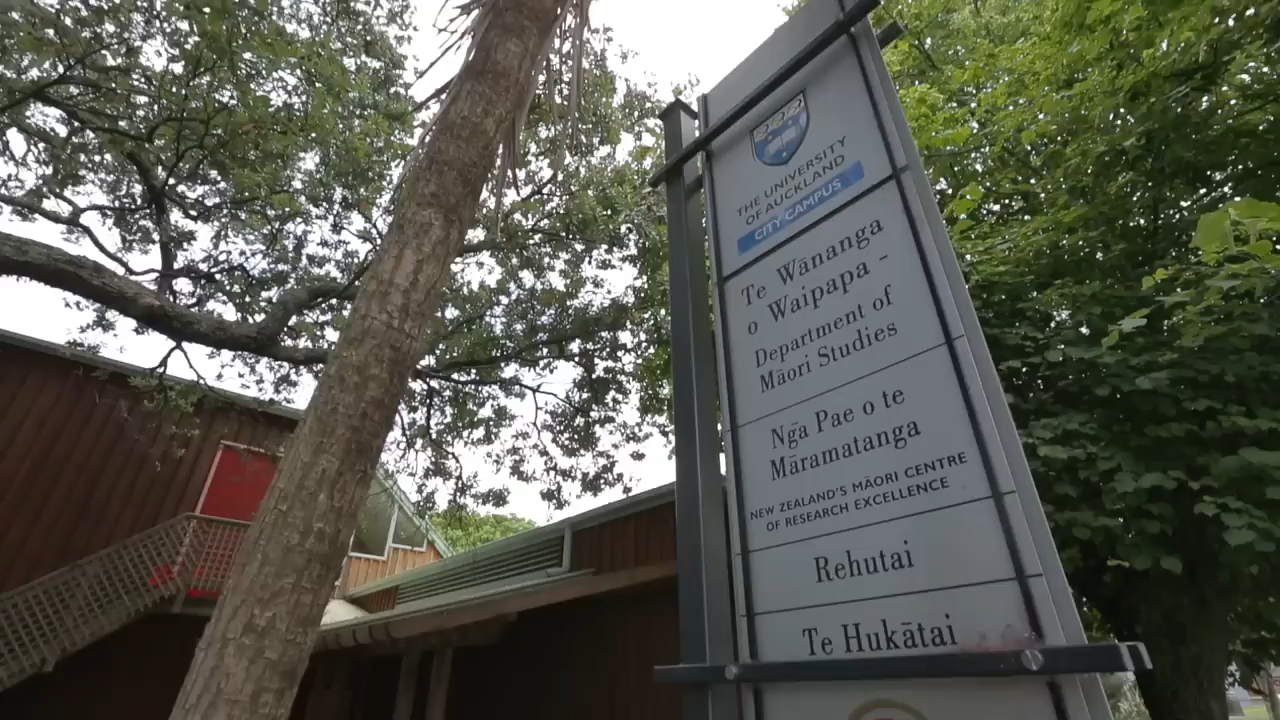 THE UNIVERSITY
OF AUCKLAND
CITY CAMPUS
Te Wānanga
o Waipapa -
Department of
Māori Studies
Ngā Pae o te
Māramatanga
NEW ZEALAND'S MĀORI CENTRE
OF RESEARCH EXCELLENCE
Rehutai
Te Hukātai